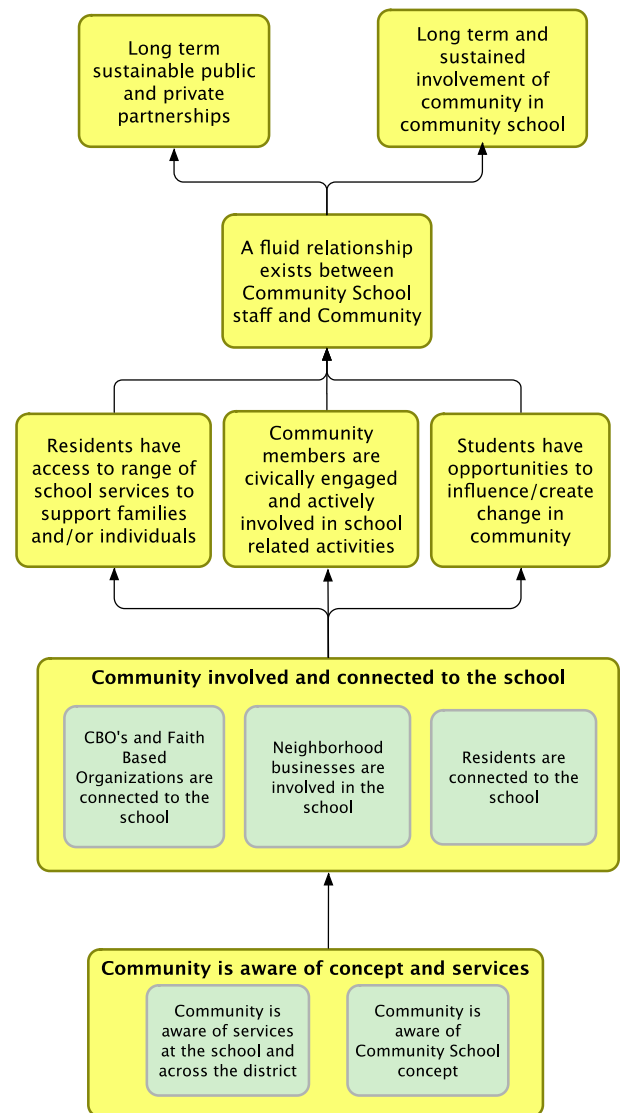 Long term
sustainable public
and private
partnerships
Long term and
sustained
involvement of
community in
community school
A fluid relationship
exists between
Community School
staff and Community
Residents have
access to range of
school services to
support families
and/or individuals
Community
members are
civically engaged
and actively
involved in school
related activities
Students have
opportunities to
influence/create
change in
community
Community involved and connected to the school
CBO's and Faith
Based
Organizations are
connected to the
school
Neighborhood
businesses are
involved in the
school
Residents are
connected to the
school
Community is aware of concept and services
Community is
aware of services
at the school and
across the district
Community is
aware of
Community School
concept